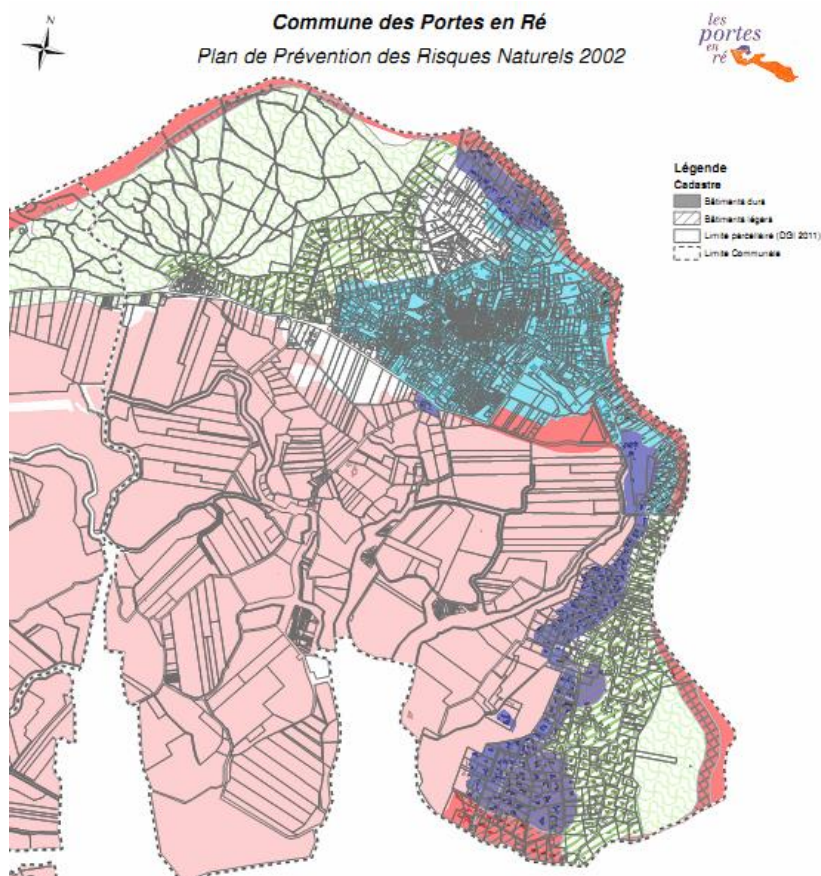 N
Commune des Portes en Ré
Plan de Prévention des Risques Naturels 2002
les
portes
en
ré
Légende
Cadastre
Bâtiments durs
Bâtiments légers
Limite parcellaire (DGI 2011)
Limite Communale